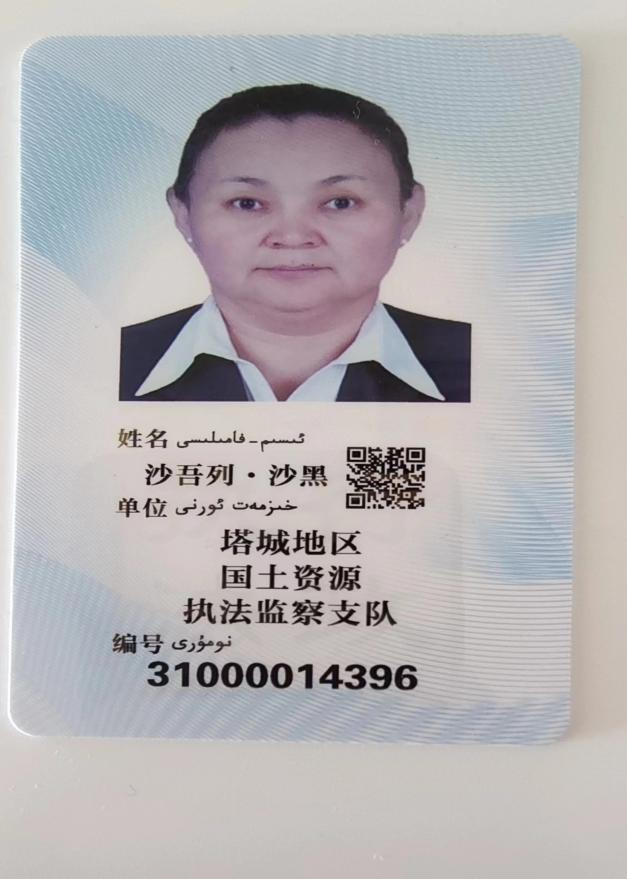 姓名 ئىسىم-فامىلىسى
沙吾列·沙黑
单位 خىزمەت ئورنى
塔城地区
国土资源
执法监察支队
编号 نومۇرى
31000014396